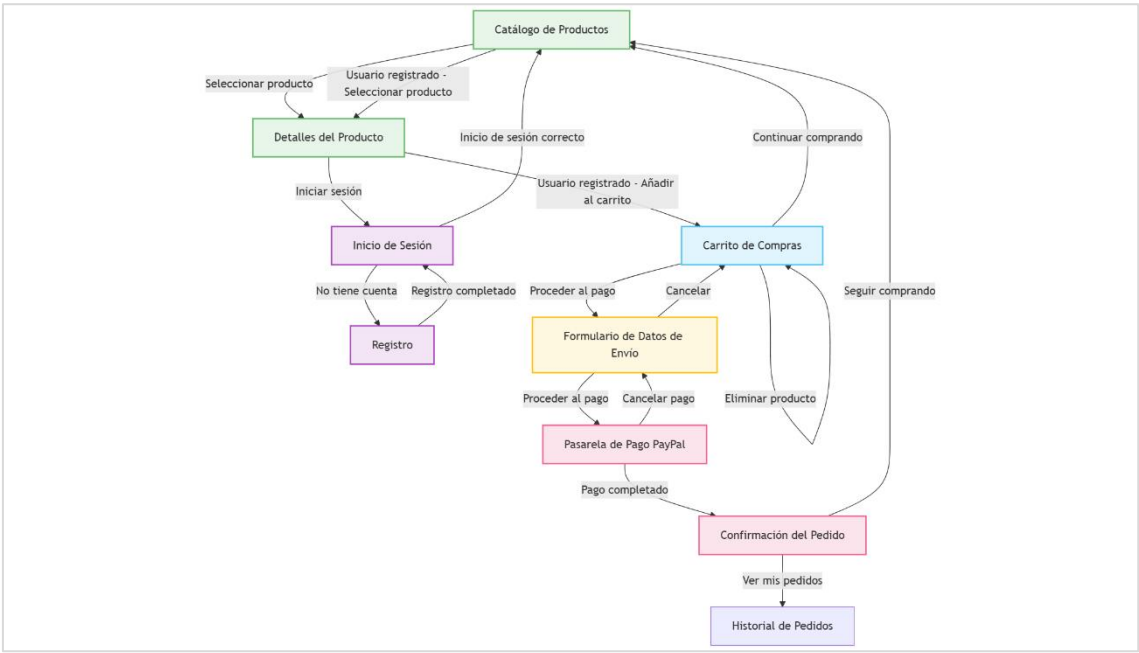 Catálogo de Productos
Seleccionar producto
Usuario registrado -
Seleccionar producto
Detalles del Producto
Inicio de sesión correcto
Continuar comprando
Iniciar sesión
Usuario registrado - Añadir
al carrito
Inicio de Sesión
Carrito de Compras
No tiene cuenta
Registro completado
Proceder al pago
Cancelar
Seguir comprando
Registro
Formulario de Datos de
Envío
Proceder al pago
Cancelar pago
Eliminar producto
Pasarela de Pago PayPal
Pago completado
Confirmación del Pedido
Ver mis pedidos
Historial de Pedidos